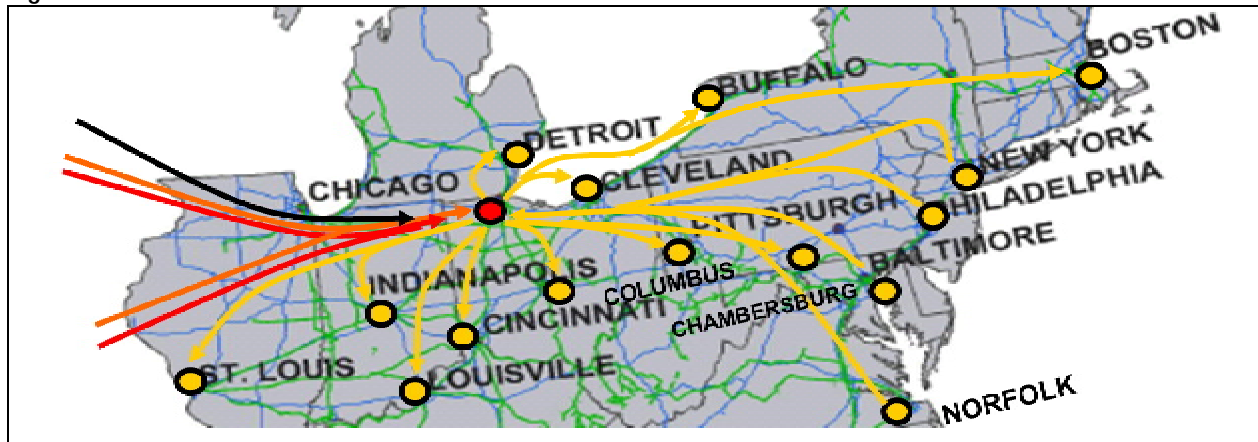 BOSTON
BUFFALO
DETROIT
NEW YORK
CLEVELAND
CHICAGO
PHILADELPHIA
PITTSBURGH
BALTIMORE
INDIANAPOLIS
COLUMBUS
CHAMBERSBURG
CINCINNATI
ST. LOUIS
LOUISVILLE
NORFOLK